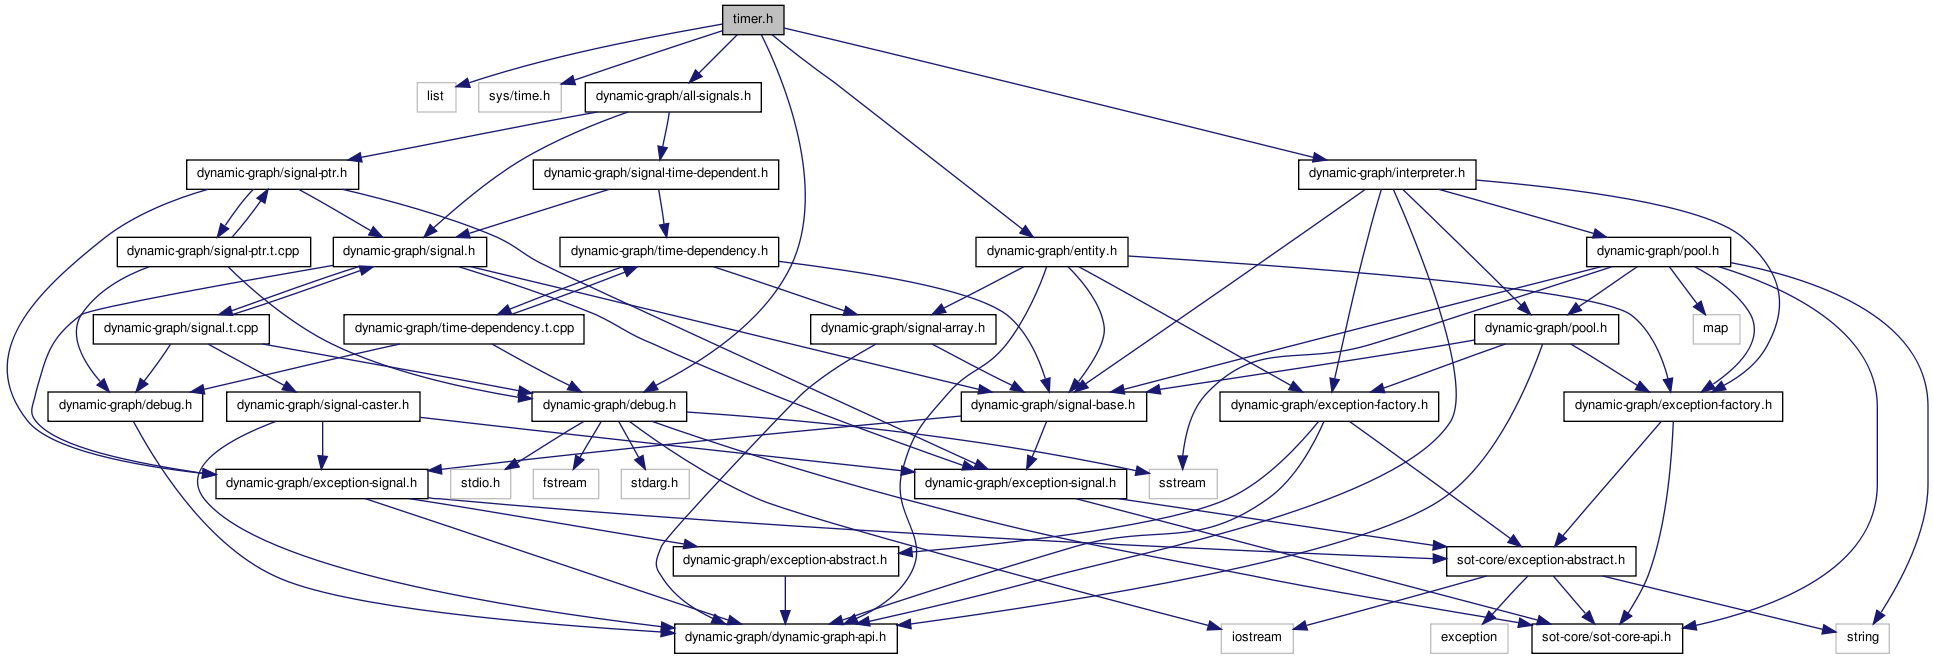 timer.h
list
sys/time.h
dynamic-graph/all-signals.h
dynamic-graph/signal-ptr.h
dynamic-graph/signal-time-dependent.h
dynamic-graph/interpreter.h
dynamic-graph/signal-ptr.t.cpp
dynamic-graph/signal.h
dynamic-graph/time-dependency.h
dynamic-graph/entity.h
dynamic-graph/pool.h
dynamic-graph/signal.t.cpp
dynamic-graph/time-dependency.t.cpp
dynamic-graph/signal-array.h
dynamic-graph/pool.h
map
dynamic-graph/debug.h
dynamic-graph/signal-caster.h
dynamic-graph/debug.h
dynamic-graph/signal-base.h
dynamic-graph/exception-factory.h
dynamic-graph/exception-factory.h
dynamic-graph/exception-signal.h
stdio.h
fstream
stdarg.h
dynamic-graph/exception-signal.h
sstream
dynamic-graph/exception-abstract.h
sot-core/exception-abstract.h
dynamic-graph/dynamic-graph-api.h
iostream
exception
sot-core/sot-core-api.h
string